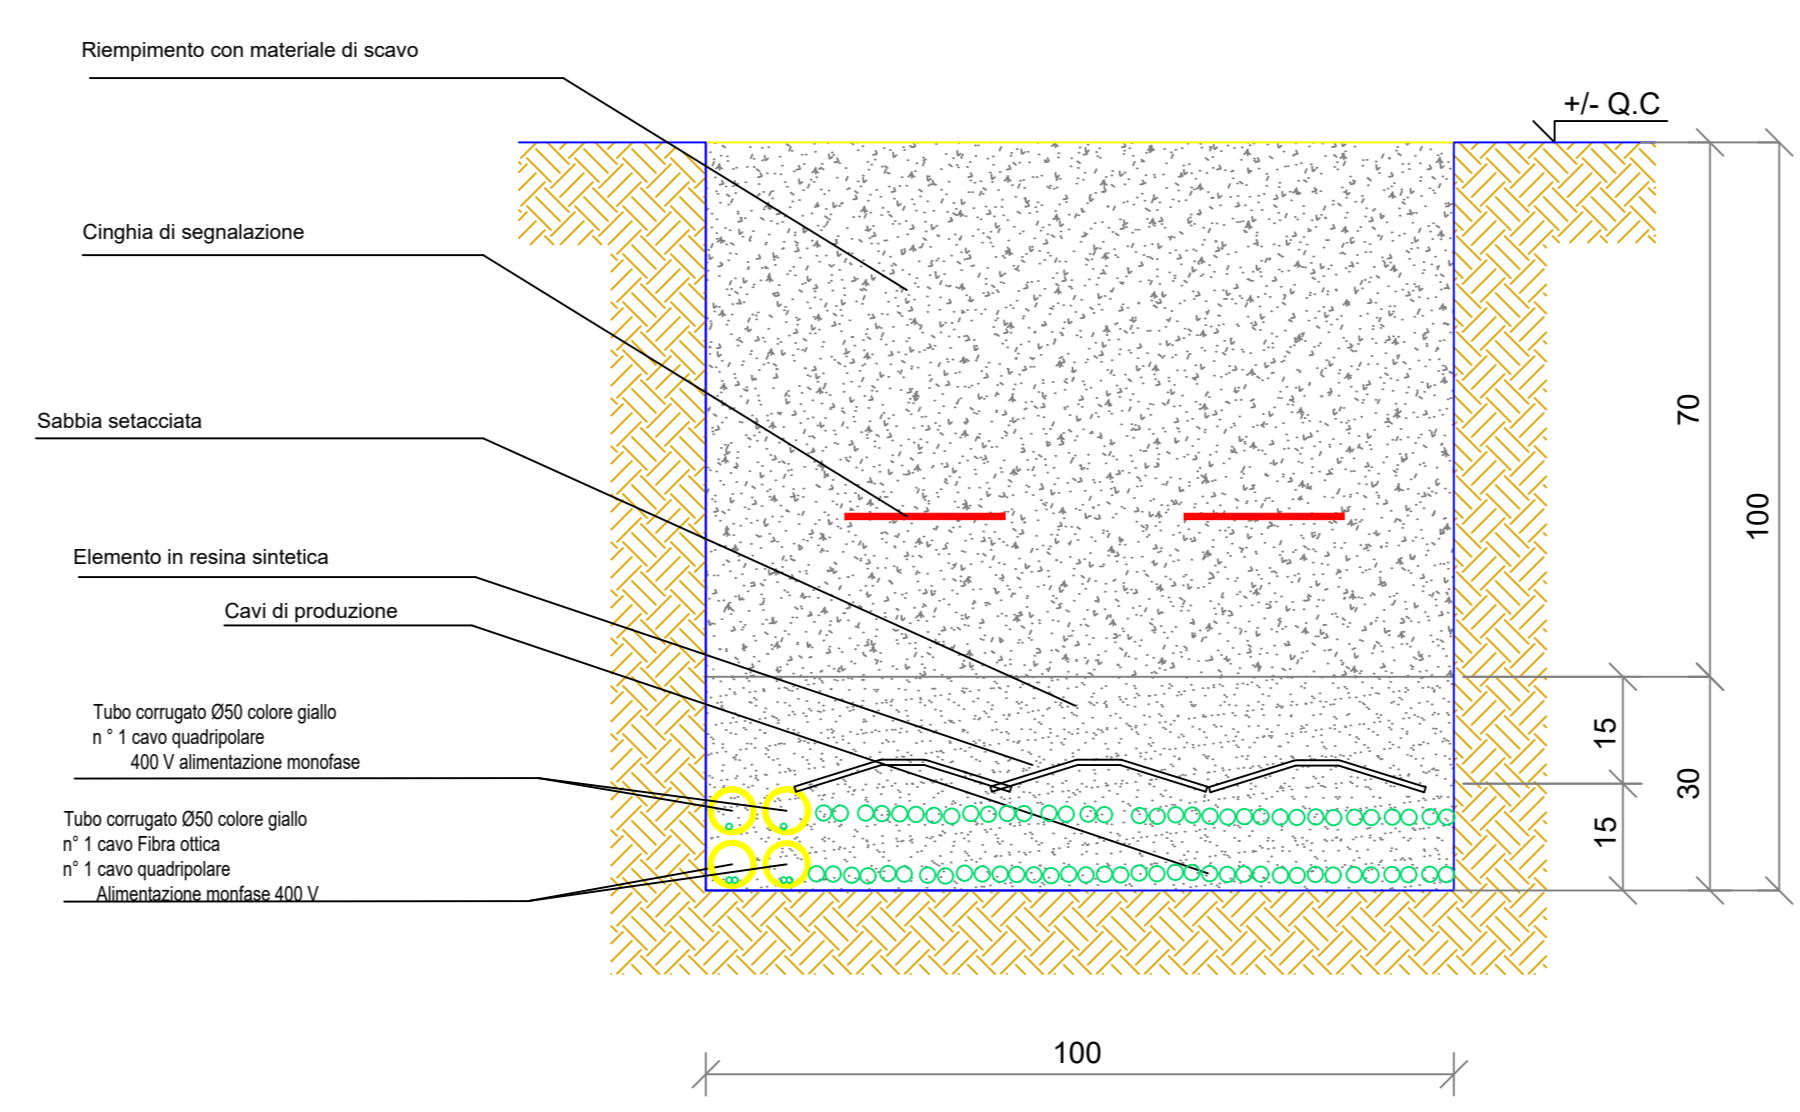 Riempimento con materiale di scavo
+/- Q.C
Cinghia di segnalazione
Sabbia setacciata
70
100
Elemento in resina sintetica
Cavi di produzione
Tubo corrugato Ø50 colore giallo
n ° 1 cavo quadripolare
400 V alimentazione monofase
15
30
15
Tubo corrugato Ø50 colore giallo
n° 1 cavo Fibra ottica
n° 1 cavo quadripolare
Alimentazione monfase 400 V
100